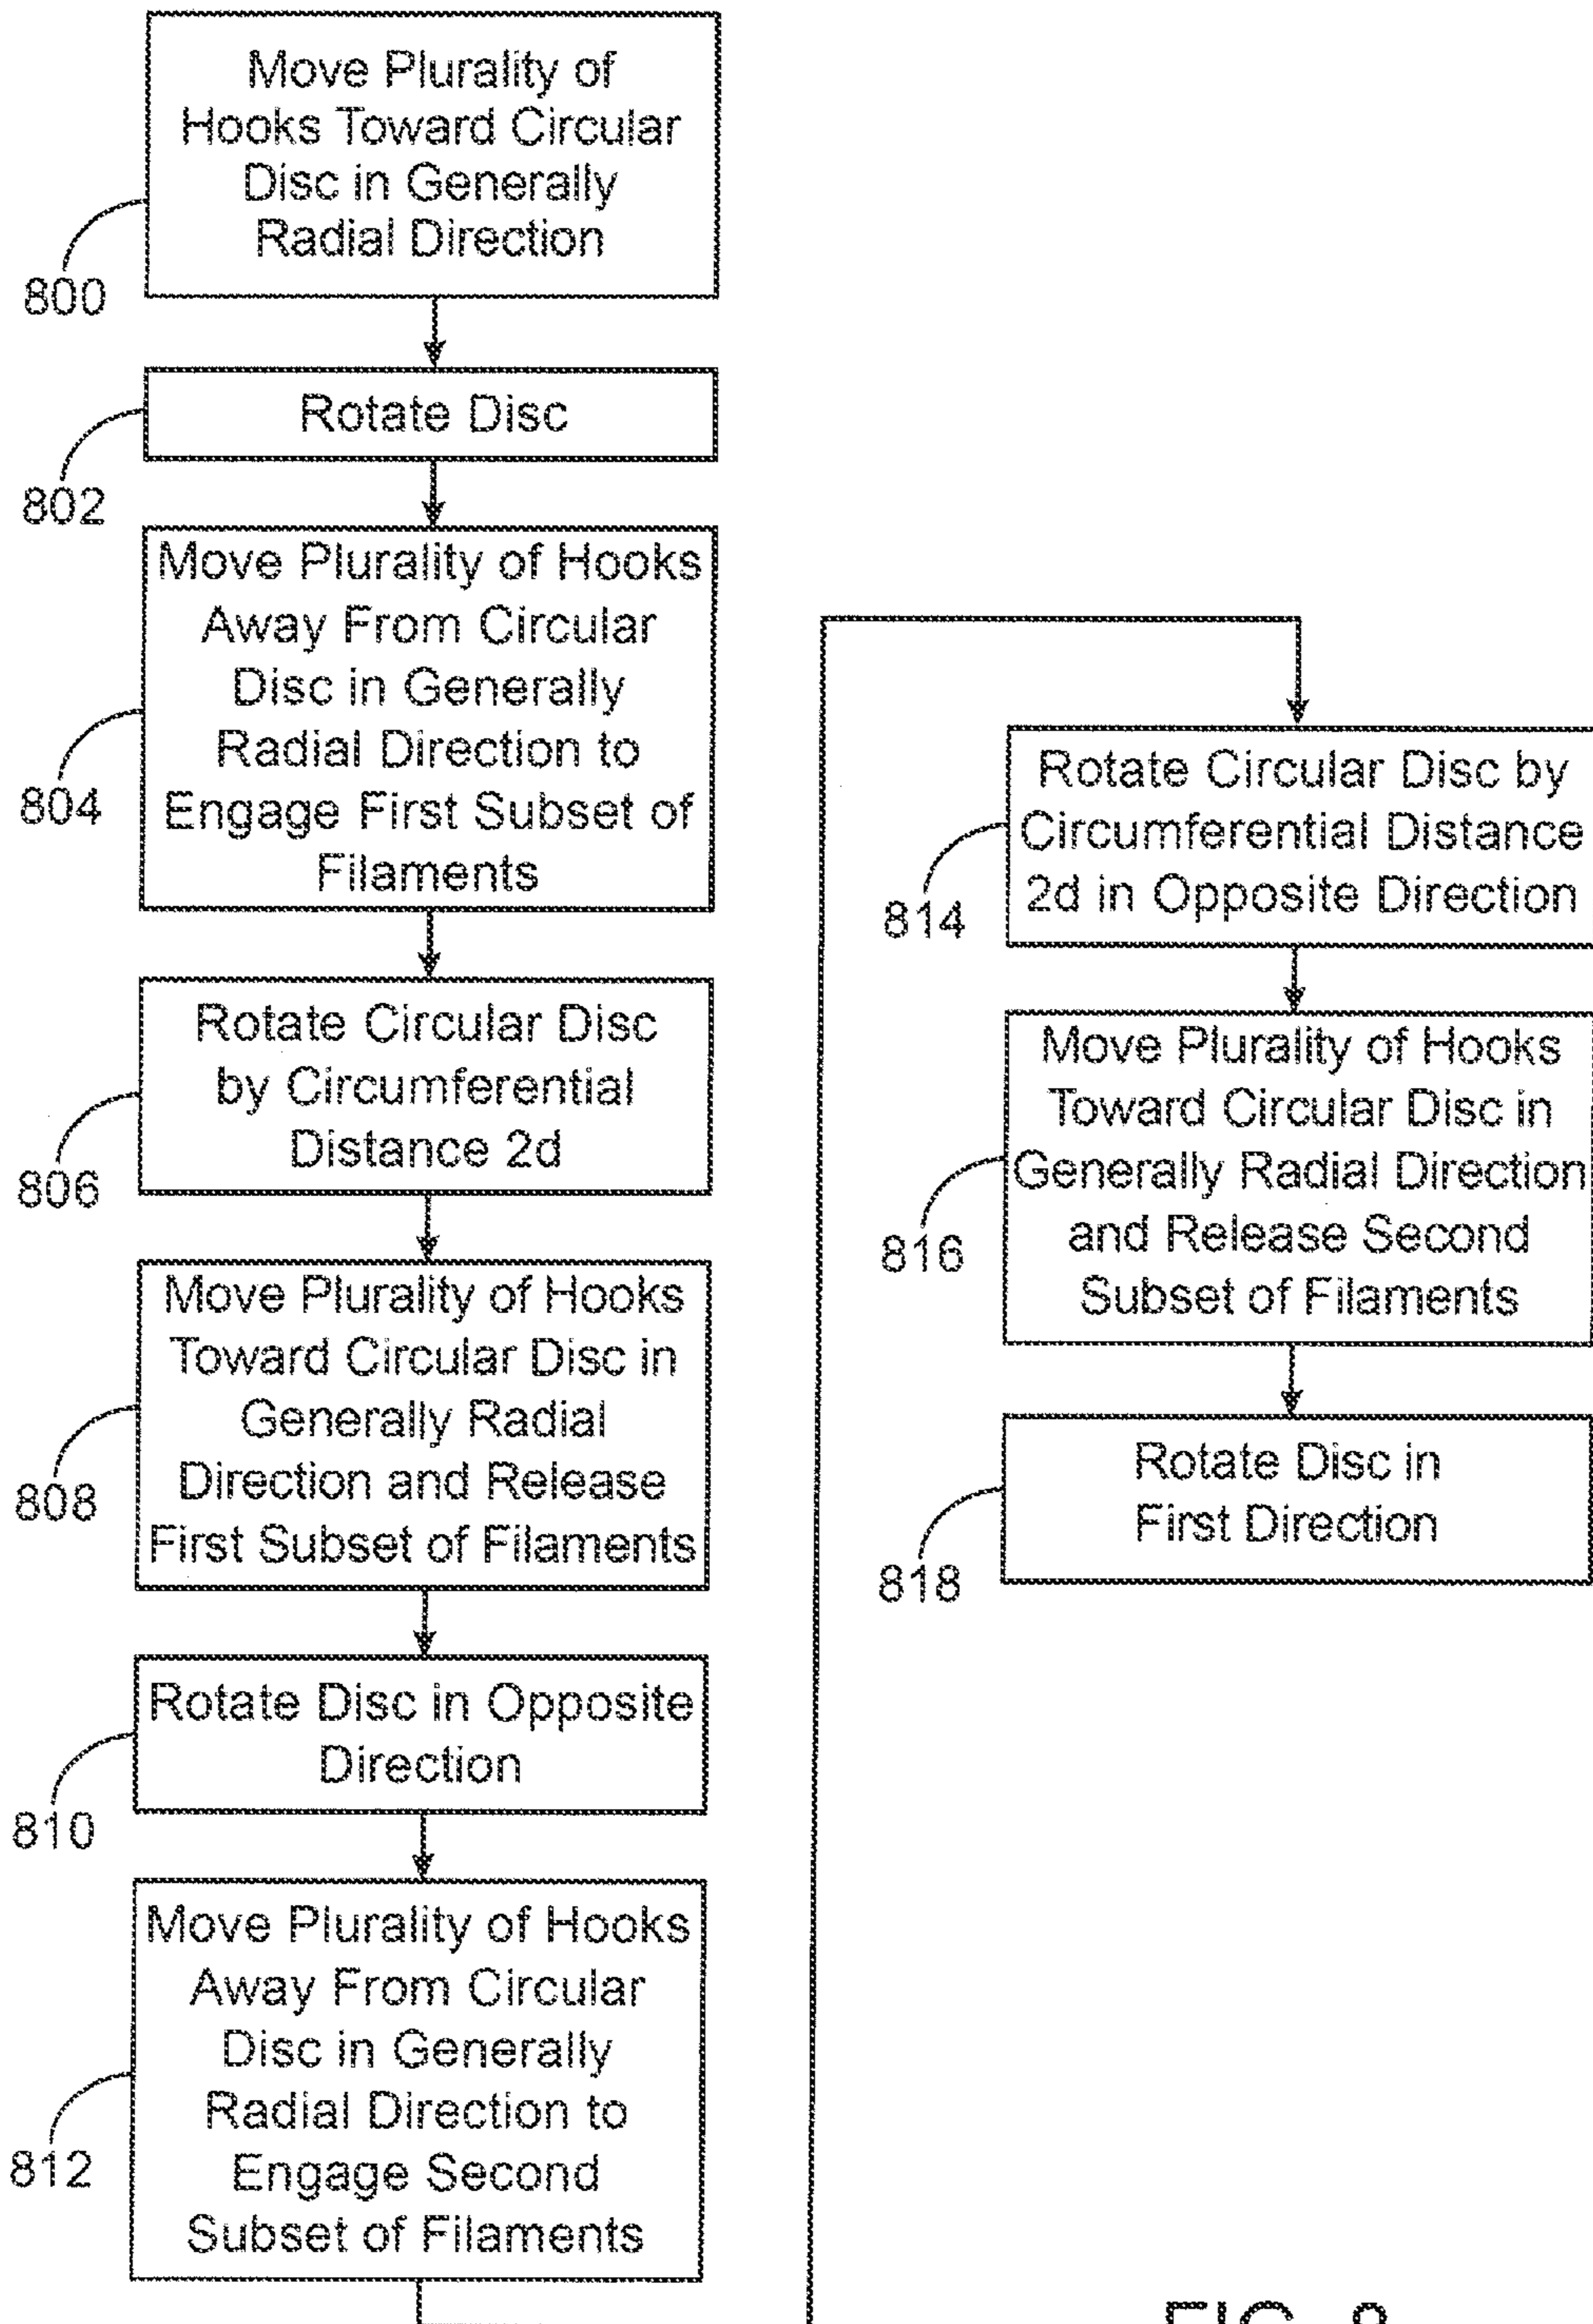 Move Plurality of
Hooks Toward Circular
Disc in Generally
Radial Direction
800
Rotate Disc
802
Move Plurality of Hooks
Away From Circular
Disc in Generally
Radial Direction to
Engage First Subset of
Filaments
804
Rotate Circular Disc
by Circumferential
Distance 2d
806
Move Plurality of Hooks
Toward Circular Disc in
Generally Radial
Direction and Release
First Subset of Filaments
808
Rotate Disc in Opposite
Direction
810
Move Plurality of Hooks
Away From Circular
Disc in Generally
Radial Direction to
Engage Second
Subset of Filaments
812
Rotate Circular Disc by
Circumferential Distance
2d in Opposite Direction
814
Move Plurality of Hooks
Toward Circular Disc in
Generally Radial Direction
and Release Second
Subset of Filaments
816
Rotate Disc in
First Direction
818
FIG. 8